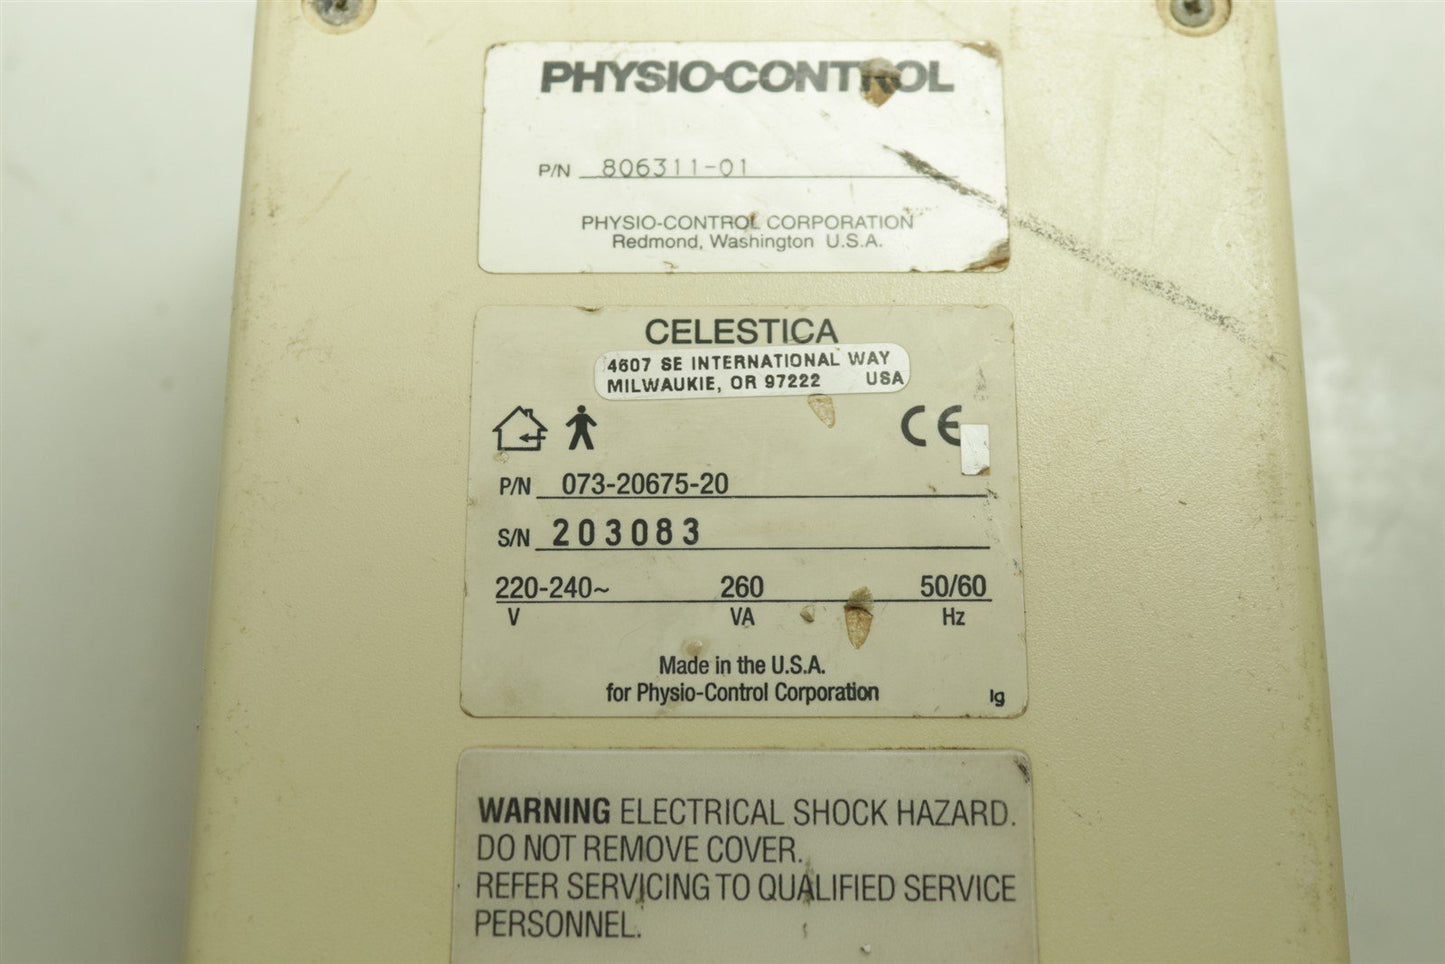 PHYSIO-CONTROL
P/N 806311-01
PHYSIO-CONTROL CORPORATION
Redmond, Washington U.S.A.
CELESTICA
4607 SE INTERNATIONAL WAY
MILWAUKIE, OR 97222 USA
CE
P/N 073-20675-20
S/N 203083
220-240~ 260 50/60
V VA Hz
Made in the U.S.A.
for Physio-Control Corporation lg
WARNING ELECTRICAL SHOCK HAZARD.
DO NOT REMOVE COVER.
REFER SERVICING TO QUALIFIED SERVICE
PERSONNEL.